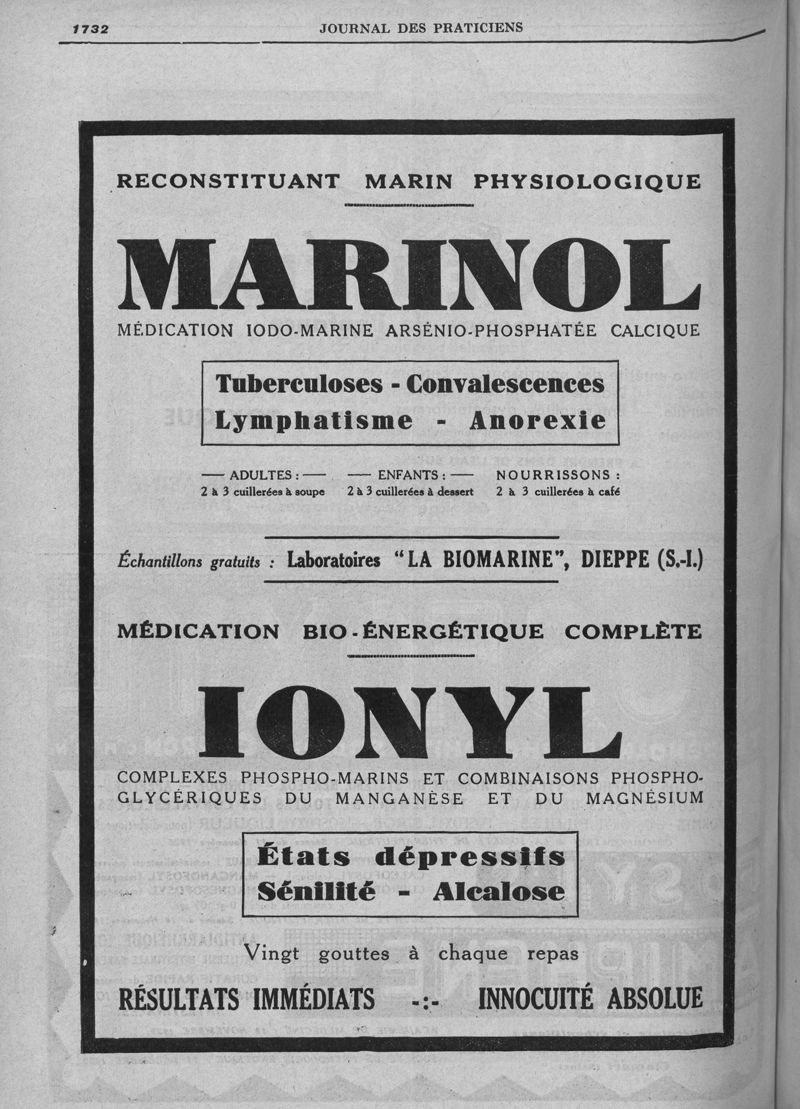 1732
JOURNAL DES PRATICIENS
RECONSTITUANT MARIN PHYSIOLOGIQUE
MARINOL
MÉDICATION IODO-MARINE ARSÉNIO-PHOSPHATÉE CALCIQUE
Tuberculoses - Convalescences
Lymphatisme - Anorexie
— ADULTES : — — ENFANTS : — NOURRISSONS :
2 à 3 cuillerées à soupe 2 à 3 cuillerées à dessert 2 à 3 cuillerées à café
Échantillons gratuits : Laboratoires “LA BIOMARINE”, DIEPPE (S.-I.)
MÉDICATION BIO-ÉNERGÉTIQUE COMPLÈTE
IONYL
COMPLEXES PHOSPHO-MARINS ET COMBINAISONS PHOSPHO-
GLYCÉRIQUES DU MANGANÈSE ET DU MAGNÉSIUM
États dépressifs
Sénilité - Alcalose
Vingt gouttes à chaque repas
RÉSULTATS IMMÉDIATS -:- INNOCUITÉ ABSOLUE